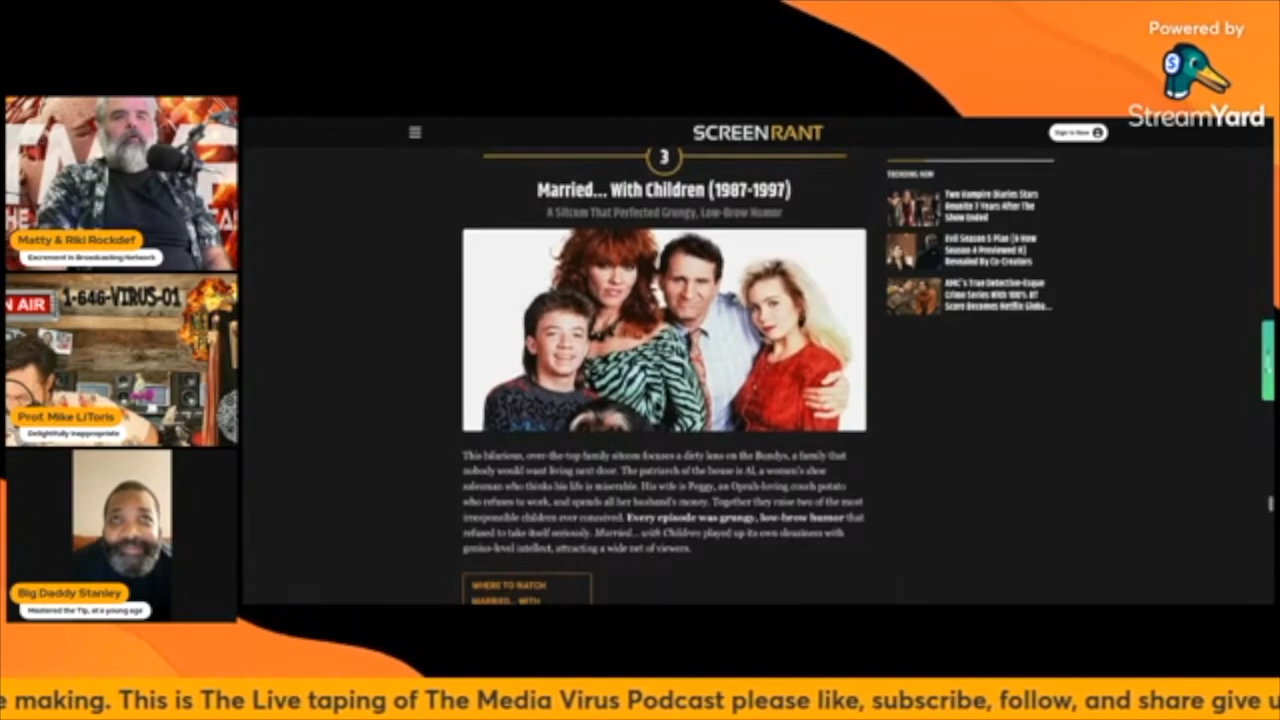 Powered by
StreamYard
SCREENRANT
Sign In Now
3
Married... With Children (1987-1997)
A Sitcom That Perfected Grungy, Low-Brow Humor
TRENDING NOW
Two Vampire Diaries Stars
Reunite 7 Years After The
Show Ended
Evil Season 5 Plan (& How
Season 4 Previewed It)
Revealed By Co-Creators
AMC's True Detective-Esque
Crime Series With 100% RT
Score Becomes Netflix Globa...
This hilarious, over-the-top family sitcom focuses a dirty lens on the Bundys, a family that
nobody would want living next door. The patriarch of the house is Al, a women's shoe
salesman who thinks his life is miserable. His wife is Peggy, an Oprah-loving couch potato
who refuses to work, and spends all her husband's money. Together they raise two of the most
irresponsible children ever conceived. Every episode was grungy, low-brow humor that
refused to take itself seriously. Married... with Children played up its own sleaziness with
genius-level intellect, attracting a wide net of viewers.
WHERE TO WATCH
MARRIED... WITH
Matty & Riki Rockdef
Excrement in Broadcasting Network
N AIR
1-646-VIRUS-01
Prof. Mike LiToris
Delightfully Inappropriate
Big Daddy Stanley
Mastered the Tip, at a young age
e making. This is The Live taping of The Media Virus Podcast please like, subscribe, follow, and share give u